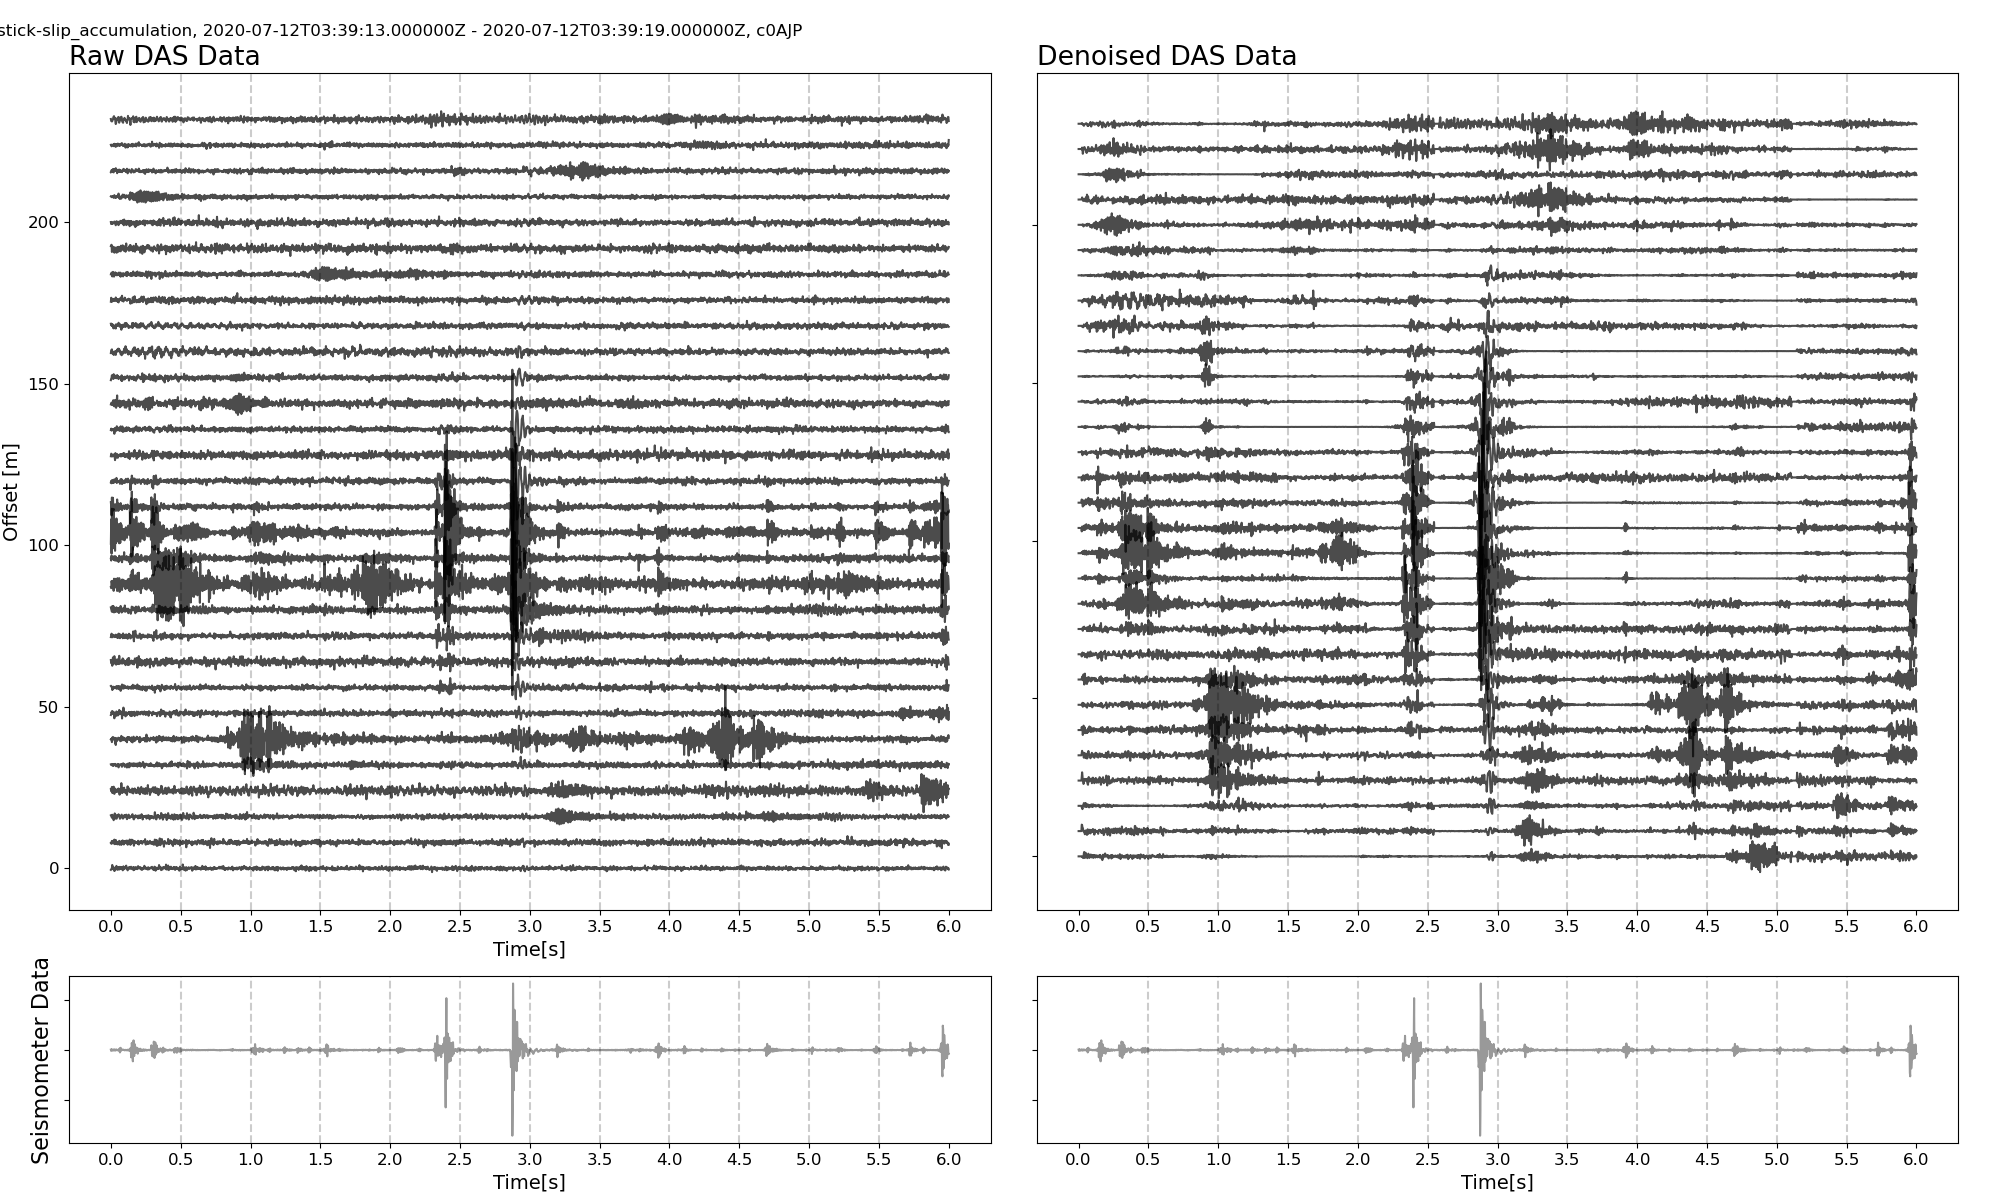 stick-slip_accumulation, 2020-07-12T03:39:13.000000Z - 2020-07-12T03:39:19.000000Z, c0AJP
Raw DAS Data
Denoised DAS Data
Offset [m]
200
150
100
50
0
0.0 0.5 1.0 1.5 2.0 2.5 3.0 3.5 4.0 4.5 5.0 5.5 6.0
Time[s]
0.0 0.5 1.0 1.5 2.0 2.5 3.0 3.5 4.0 4.5 5.0 5.5 6.0
Seismometer Data
0.0 0.5 1.0 1.5 2.0 2.5 3.0 3.5 4.0 4.5 5.0 5.5 6.0
Time[s]
0.0 0.5 1.0 1.5 2.0 2.5 3.0 3.5 4.0 4.5 5.0 5.5 6.0
Time[s]